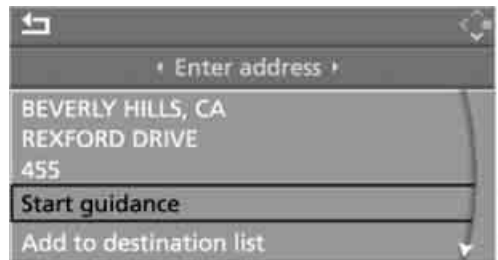 Enter address
BEVERLY HILLS, CA
REXFORD DRIVE
455
Start guidance
Add to destination list